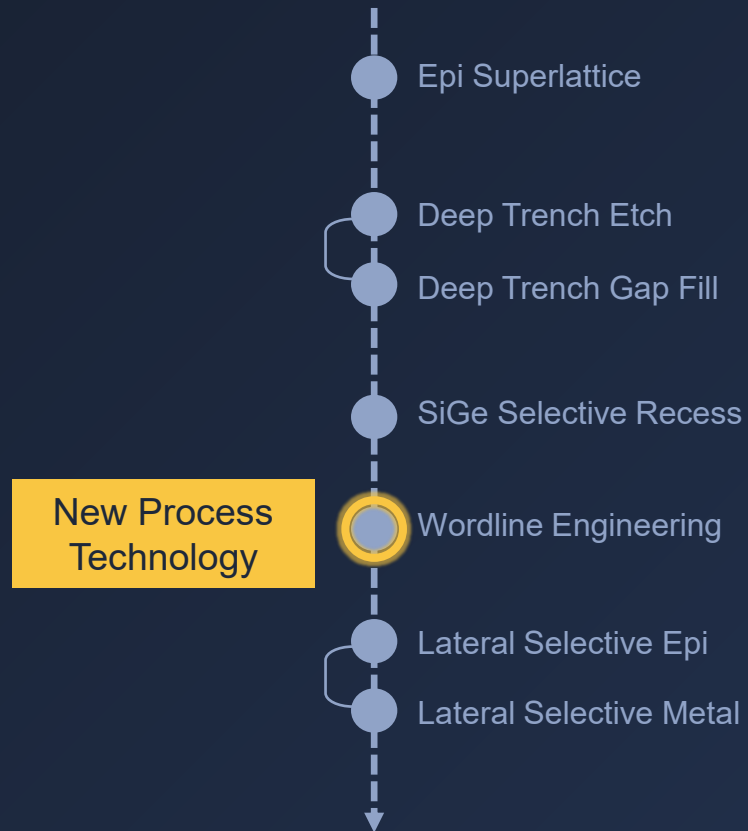 Epi Superlattice
Deep Trench Etch
Deep Trench Gap Fill
SiGe Selective Recess
New Process
Technology
Wordline Engineering
Lateral Selective Epi
Lateral Selective Metal